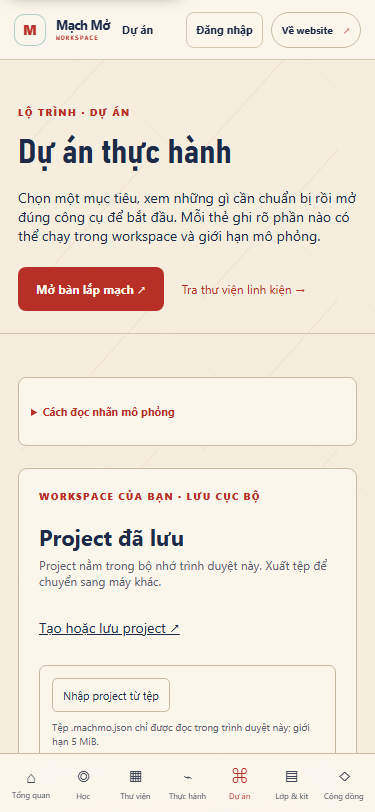 M
Mạch Mở
WORKSPACE
Dự án
Đăng nhập
Về website ↗
LỘ TRÌNH · DỰ ÁN
Dự án thực hành
Chọn một mục tiêu, xem những gì cần chuẩn bị rồi mở
đúng công cụ để bắt đầu. Mỗi thẻ ghi rõ phần nào có
thể chạy trong workspace và giới hạn mô phỏng.
Mở bàn lắp mạch ↗
Tra thư viện linh kiện →
▶ Cách đọc nhãn mô phỏng
WORKSPACE CỦA BẠN · LƯU CỤC BỘ
Project đã lưu
Project nằm trong bộ nhớ trình duyệt này. Xuất tệp để
chuyển sang máy khác.
Tạo hoặc lưu project ↗
Nhập project từ tệp
Tệp .machmo.json chỉ được đọc trong trình duyệt này; giới
hạn 5 MiB.
Tổng quan
Học
Thư viện
Thực hành
Dự án
Lớp & kit
Cộng đồng